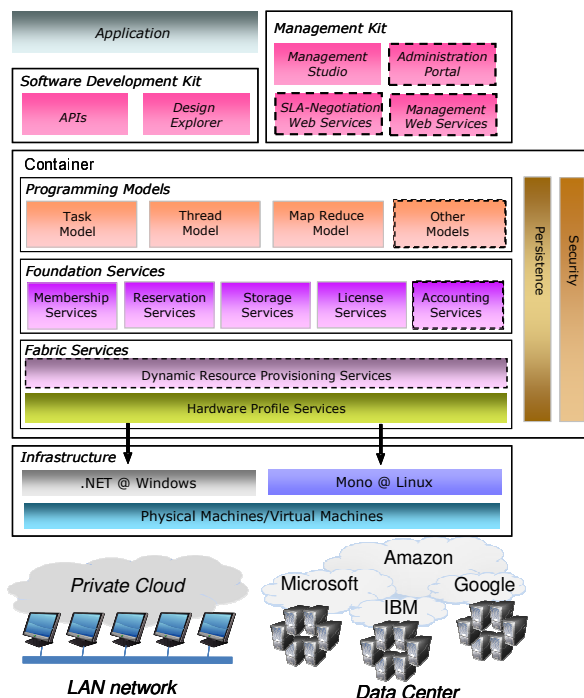 Application
Management Kit
Management
Studio
Administration
Portal
SLA-Negotiation
Web Services
Management
Web Services
Software Development Kit
APIs
Design
Explorer
Container
Programming Models
Task
Model
Thread
Model
Map Reduce
Model
Other
Models
Foundation Services
Membership
Services
Reservation
Services
Storage
Services
License
Services
Accounting
Services
Fabric Services
Dynamic Resource Provisioning Services
Hardware Profile Services
Persistence
Security
Infrastructure
.NET @ Windows
Mono @ Linux
Physical Machines/Virtual Machines
Private Cloud
LAN network
Amazon
Microsoft
Google
IBM
Data Center